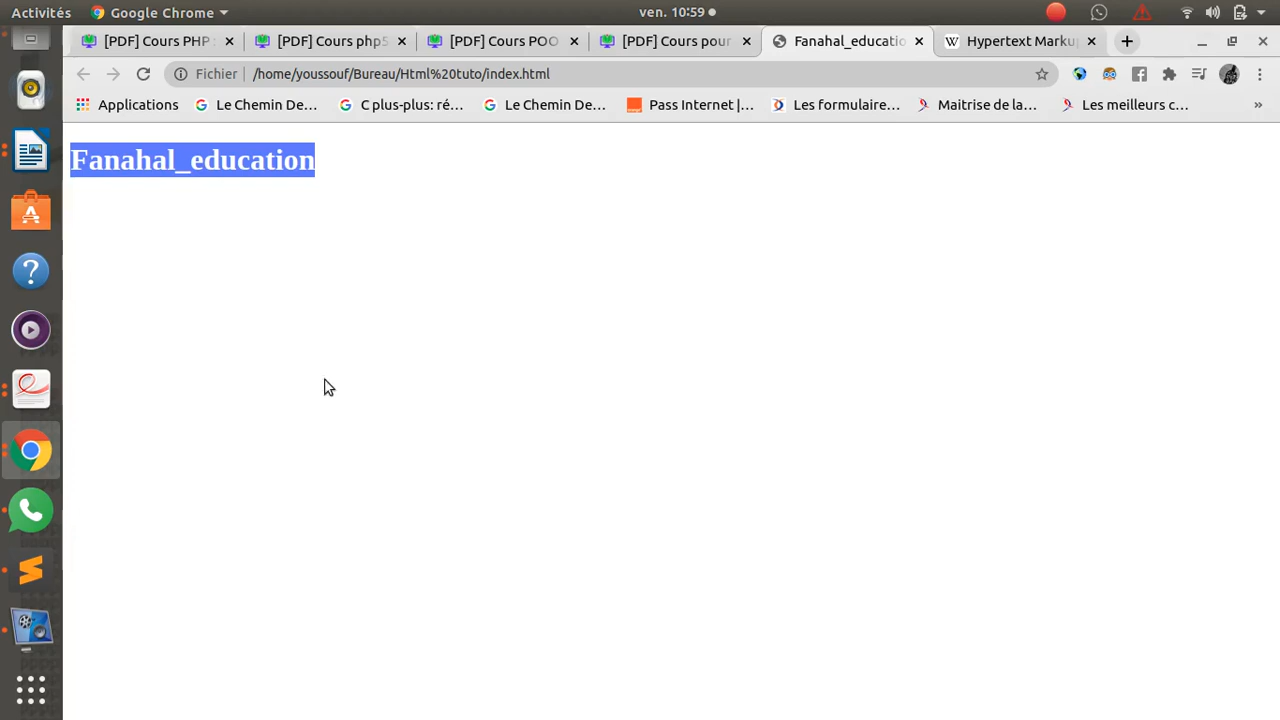 Activités Google Chrome ven. 10:59
[PDF] Cours PHP : [PDF] Cours php5 [PDF] Cours POO [PDF] Cours pour Fanahal_educatio Hypertext Marku
Fichier /home/youssouf/Bureau/Html%20tuto/index.html
Applications Le Chemin De... C plus-plus: ré... Le Chemin De... Pass Internet |... Les formulaire... Maitrise de la... Les meilleurs c... »
Fanahal_education